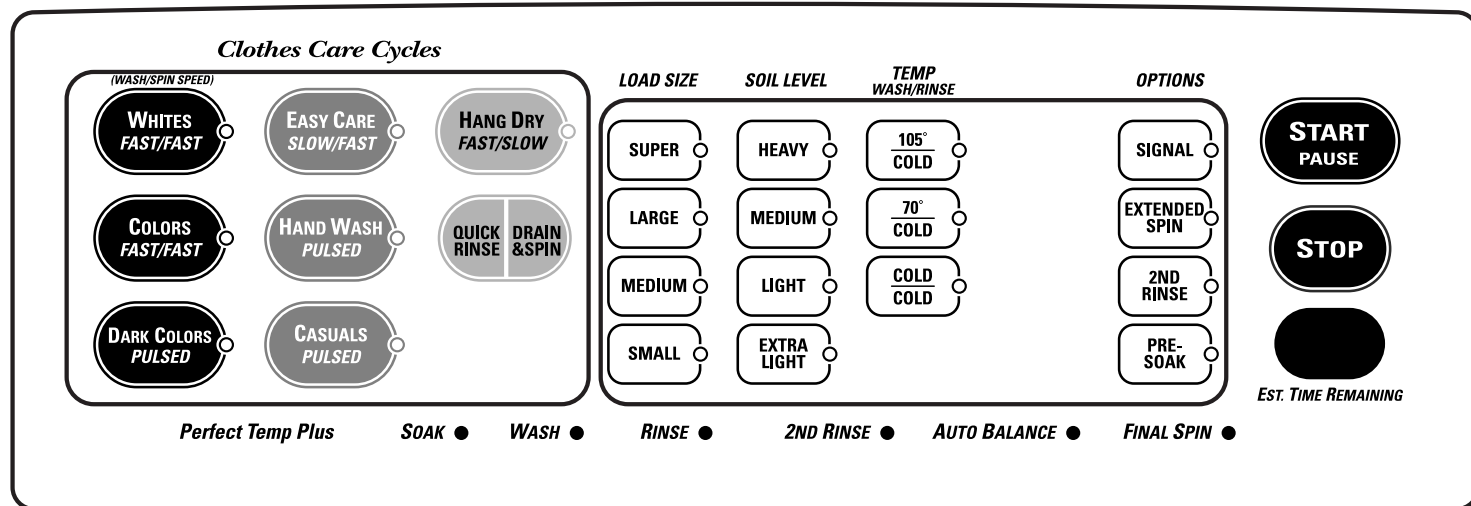 Clothes Care Cycles
(WASH/SPIN SPEED)
WHITES
FAST/FAST
EASY CARE
SLOW/FAST
HANG DRY
FAST/SLOW
COLORS
FAST/FAST
HAND WASH
PULSED
QUICK
RINSE
DRAIN
&SPIN
DARK COLORS
PULSED
CASUALS
PULSED
LOAD SIZE
SUPER
LARGE
MEDIUM
SMALL
SOIL LEVEL
HEAVY
MEDIUM
LIGHT
EXTRA
LIGHT
TEMP
WASH/RINSE
105°
COLD
70°
COLD
COLD
COLD
OPTIONS
SIGNAL
EXTENDED
SPIN
2ND
RINSE
PRE-
SOAK
START
PAUSE
STOP
EST. TIME REMAINING
Perfect Temp Plus SOAK WASH RINSE 2ND RINSE AUTO BALANCE FINAL SPIN